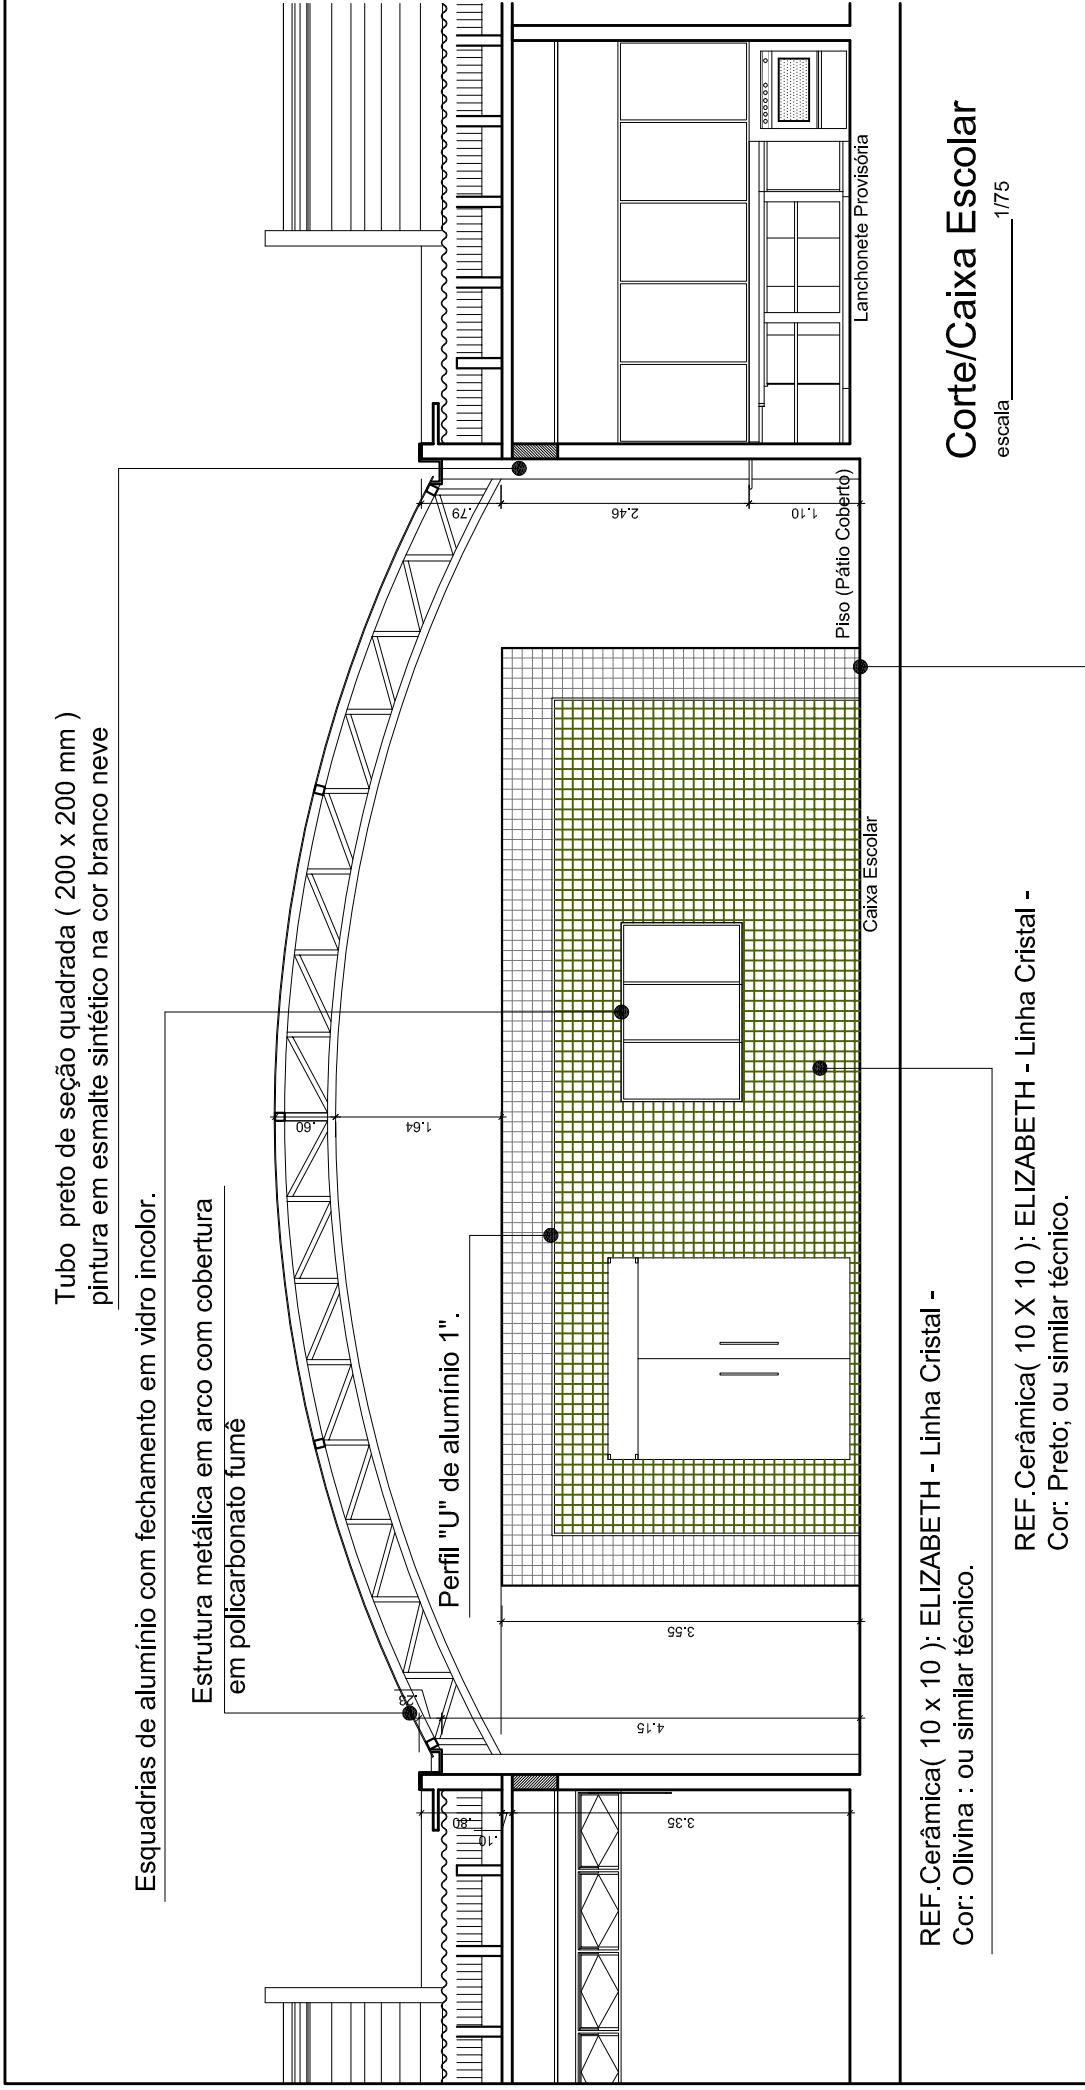 Tubo preto de seção quadrada ( 200 x 200 mm )
pintura em esmalte sintético na cor branco neve
Esquadrias de alumínio com fechamento em vidro incolor.
Estrutura metálica em arco com cobertura
em policarbonato fumê
Perfil "U" de alumínio 1".
.60
1.64
.79
2.46
1.10
.23
4.15
3.55
.80
.10
3.35
Piso (Pátio Coberto)
Lanchonete Provisória
Caixa Escolar
REF.Cerâmica( 10 x 10 ): ELIZABETH - Linha Cristal -
Cor: Olivina : ou similar técnico.
REF.Cerâmica( 10 X 10 ): ELIZABETH - Linha Cristal -
Cor: Preto; ou similar técnico.
Corte/Caixa Escolar
escala 1/75